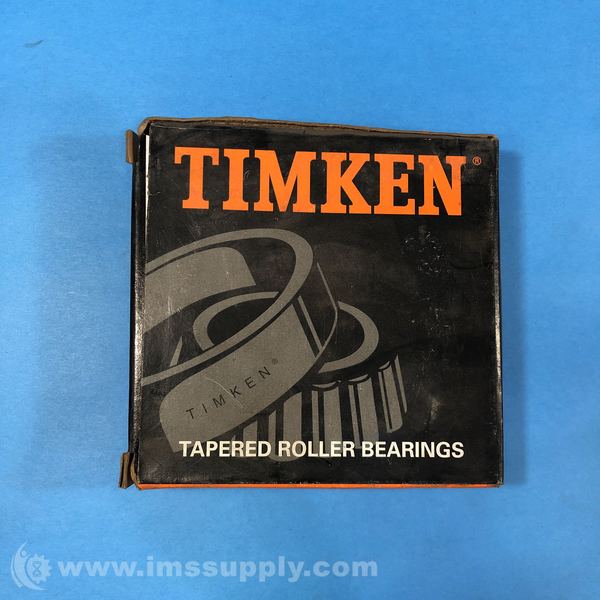 TIMKEN®
TIMKEN®
TAPERED ROLLER BEARINGS
www.imssupply.com